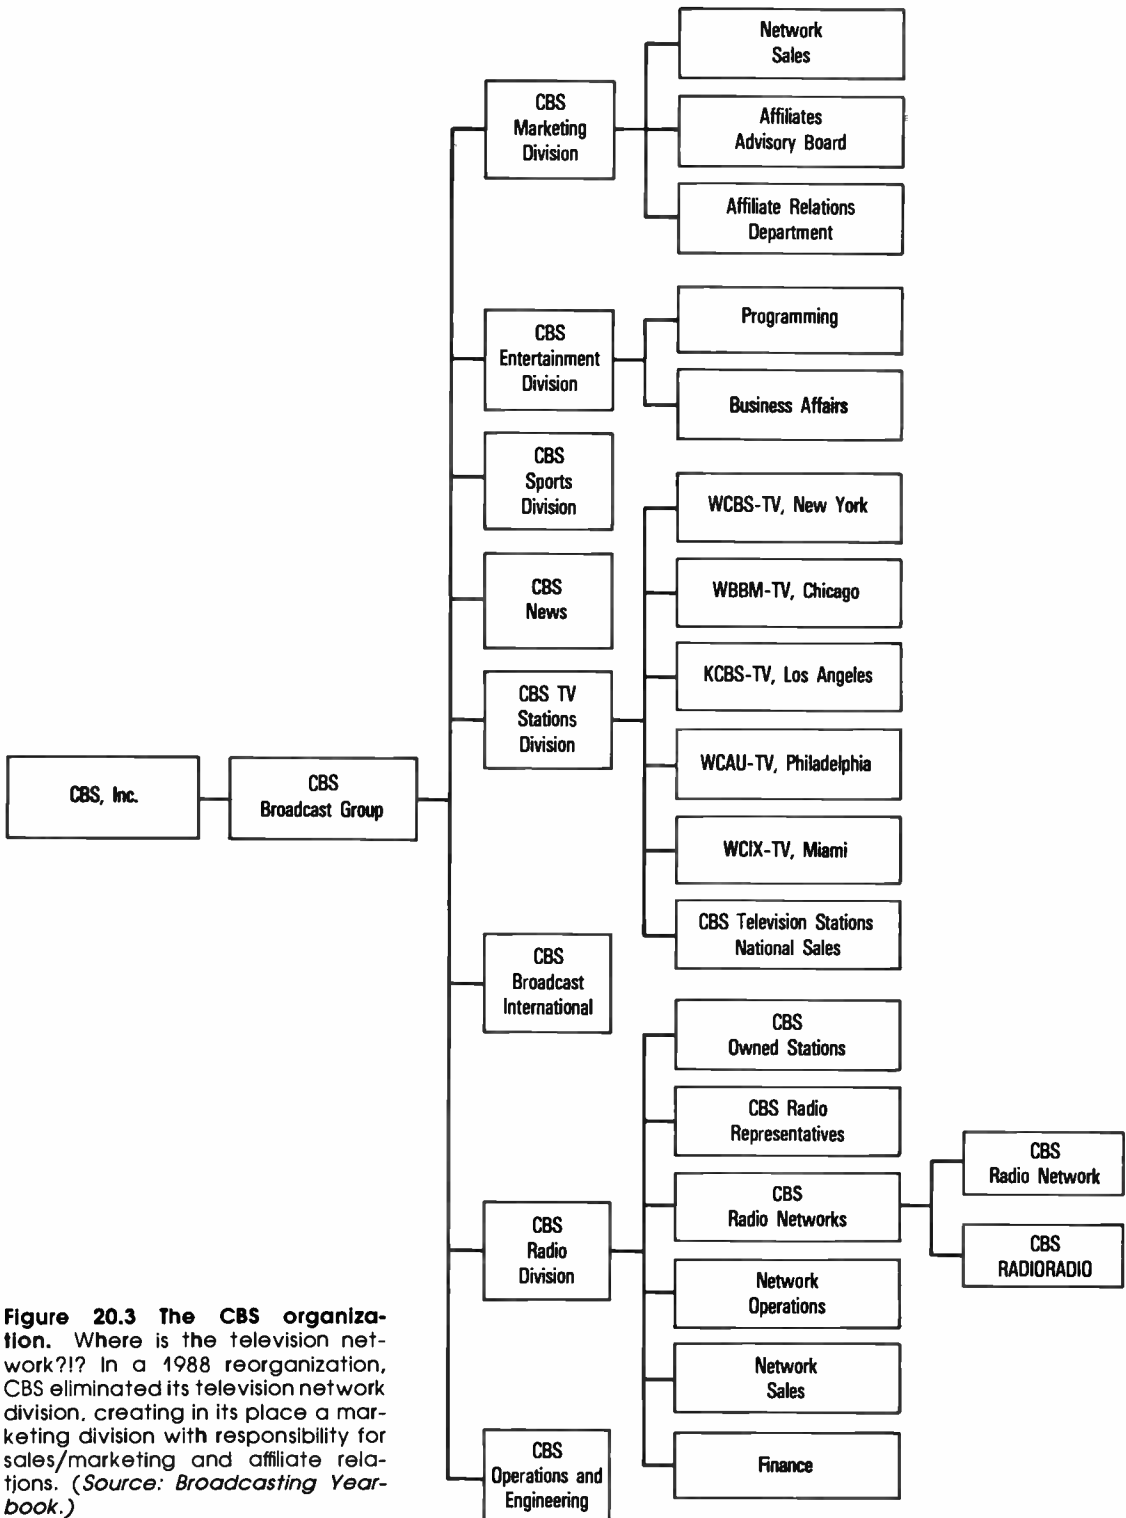 Network
Sales
CBS
Marketing
Division
Affiliates
Advisory Board
Affiliate Relations
Department
CBS
Entertainment
Division
Programming
Business Affairs
CBS
Sports
Division
WCBS-TV, New York
CBS
News
WBBM-TV, Chicago
CBS TV
Stations
Division
KCBS-TV, Los Angeles
WCAU-TV, Philadelphia
CBS, Inc.
CBS
Broadcast Group
WCIX-TV, Miami
CBS Television Stations
National Sales
CBS
Broadcast
International
CBS
Owned Stations
CBS Radio
Representatives
CBS
Radio Networks
CBS
Radio Network
CBS
RADIORADIO
CBS
Radio
Division
Network
Operations
Network
Sales
Finance
CBS
Operations and
Engineering
Figure 20.3 The CBS organiza-
tion. Where is the television net-
work?!? In a 1988 reorganization,
CBS eliminated its television network
division, creating in its place a mar-
keting division with responsibility for
sales/marketing and affiliate rela-
tions. (Source: Broadcasting Year-
book.)